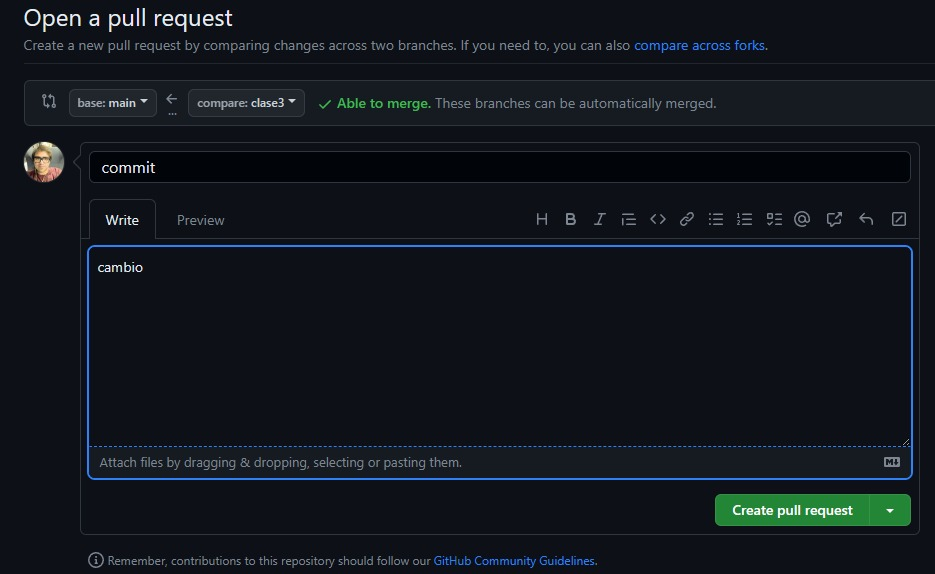 Open a pull request
Create a new pull request by comparing changes across two branches. If you need to, you can also compare across forks.
base: main compare: clase3 Able to merge. These branches can be automatically merged.
commit
Write Preview
cambio
Attach files by dragging & dropping, selecting or pasting them.
Create pull request
Remember, contributions to this repository should follow our GitHub Community Guidelines.